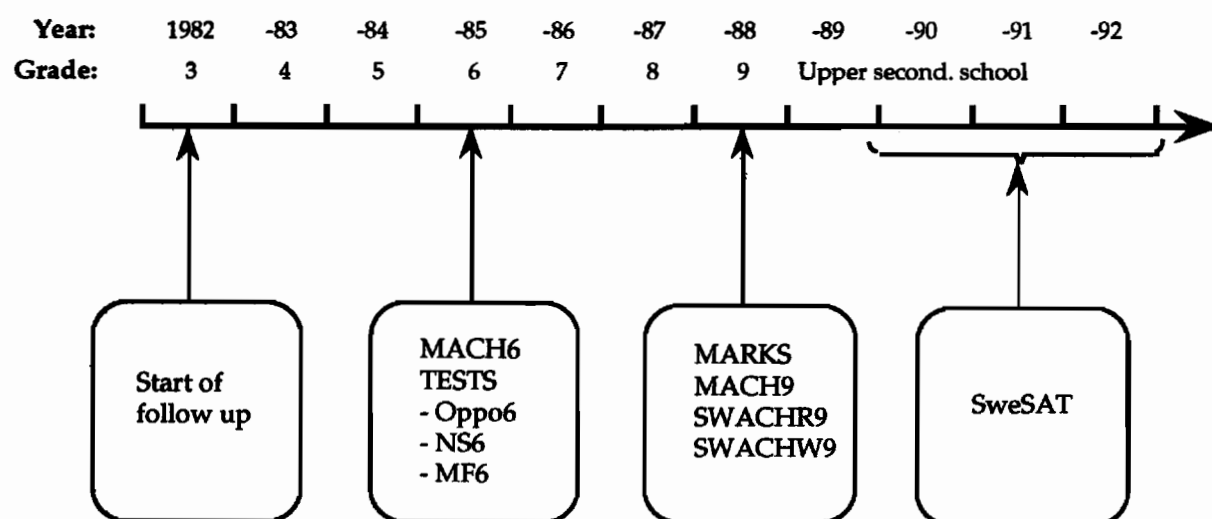 Year: 1982 -83 -84 -85 -86 -87 -88 -89 -90 -91 -92
Grade: 3 4 5 6 7 8 9 Upper second. school
Start of
follow up
MACH6
TESTS
- Oppo6
- NS6
- MF6
MARKS
MACH9
SWACHR9
SWACHW9
SweSAT